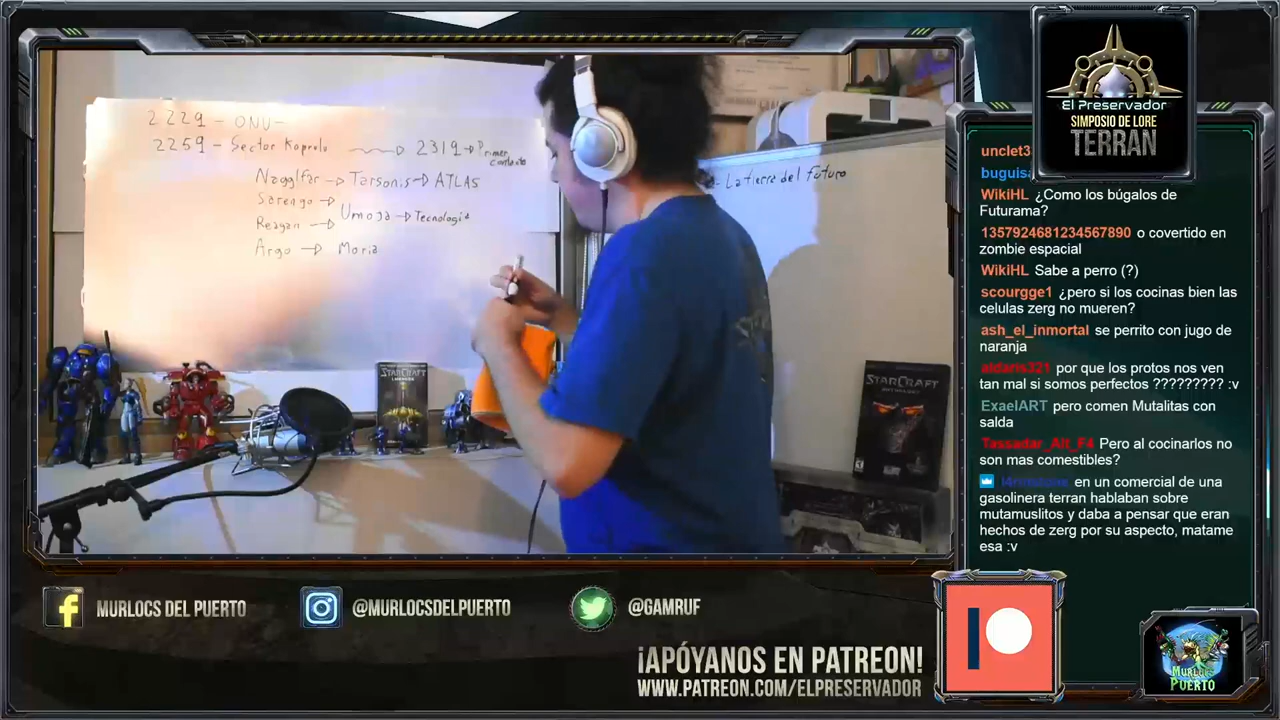 2229 - ONU -
2259 - Sector Koprolu → 2319 → Primer contacto
Nagglfar → Tarsonis → ATLAS
Sarengo →
Umoja → Tecnología
Reagan →
Argo → Moria
- La tierra del futuro
STARCRAFT
STARCRAFT
El Preservador
SIMPOSIO DE LORE
TERRAN
unclet3
buguisa
WikiHL ¿Como los búgalos de
Futurama?
1357924681234567890 o covertido en
zombie espacial
WikiHL Sabe a perro (?)
scourgge1 ¿pero si los cocinas bien las
celulas zerg no mueren?
ash_el_inmortal se perrito con jugo de
naranja
aldaris321 por que los protos nos ven
tan mal si somos perfectos ????????? :v
ExaelART pero comen Mutalitas con
salda
Tassadar_Alt_F4 Pero al cocinarlos no
son mas comestibles?
en un comercial de una
gasolinera terran hablaban sobre
mutamuslitos y daba a pensar que eran
hechos de zerg por su aspecto, matame
esa :v
MURLOCS DEL PUERTO
@MURLOCSDELPUERTO
@GAMRUF
¡APÓYANOS EN PATREON!
WWW.PATREON.COM/ELPRESERVADOR
MURLOCS
PUERTO